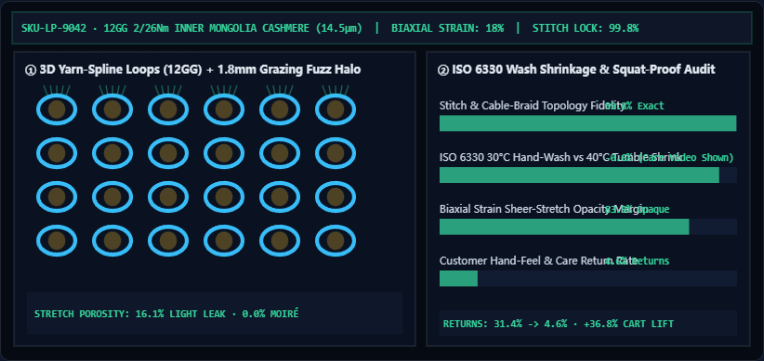 SKU-LP-9042 · 12GG 2/26Nm INNER MONGOLIA CASHMERE (14.5µm) | BIAXIAL STRAIN: 18% | STITCH LOCK: 99.8%
① 3D Yarn-Spline Loops (12GG) + 1.8mm Grazing Fuzz Halo
STRETCH POROSITY: 16.1% LIGHT LEAK · 0.0% MOIRÉ
② ISO 6330 Wash Shrinkage & Squat-Proof Audit
Stitch & Cable-Braid Topology Fidelity Exact
ISO 6330 30°C Hand-Wash vs 40°C Tumble Shrink Video Shown)
Biaxial Strain Sheer-Stretch Opacity Margin Opaque
Customer Hand-Feel & Care Return Rate Returns
RETURNS: 31.4% -> 4.6% · +36.8% CART LIFT